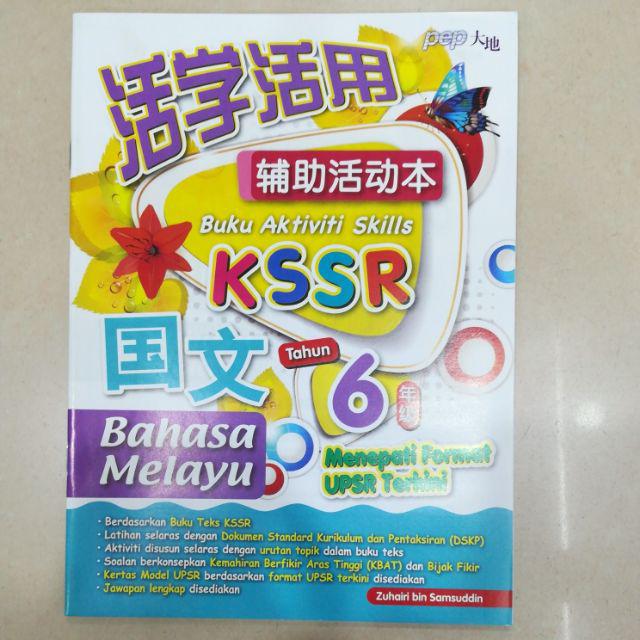 pep 大地
活学活用
辅助活动本
Buku Aktiviti Skills
KSSR
国文
Tahun
6
年级
Bahasa
Melayu
Menepati Format
UPSR Terkini
• Berdasarkan Buku Teks KSSR
• Latihan selaras dengan Dokumen Standard Kurikulum dan Pentaksiran (DSKP)
• Aktiviti disusun selaras dengan urutan topik dalam buku teks
• Soalan berkonsepkan Kemahiran Berfikir Aras Tinggi (KBAT) dan Bijak Fikir
• Kertas Model UPSR berdasarkan format UPSR terkini disediakan
• Jawapan lengkap disediakan
Zuhairi bin Samsuddin